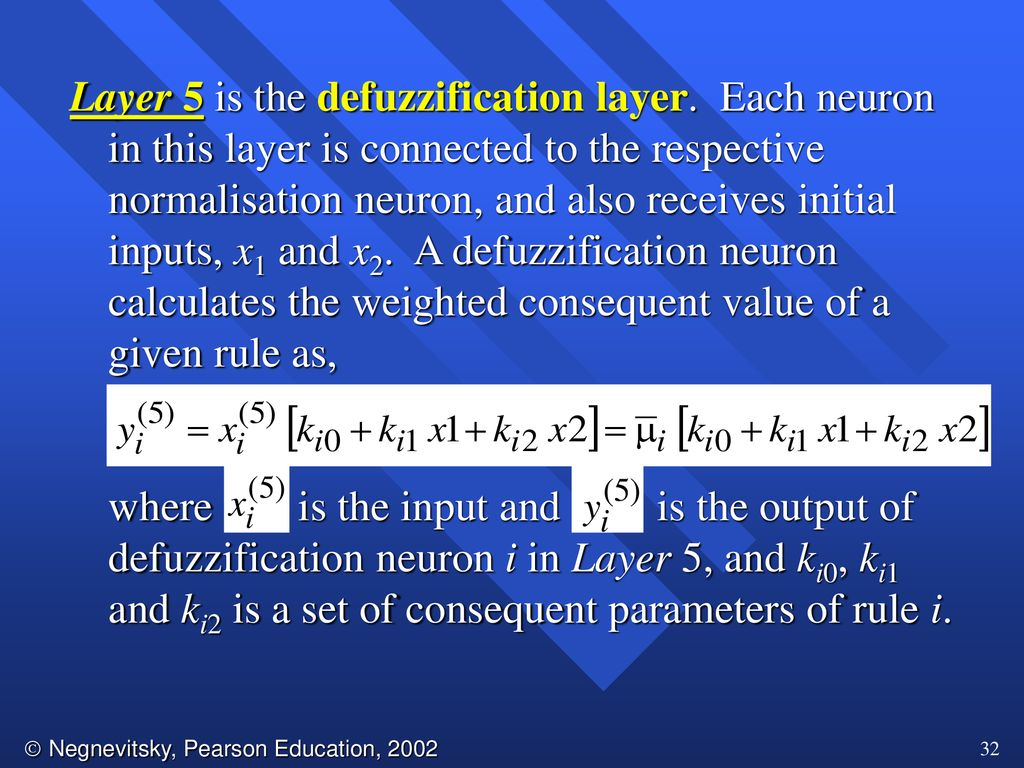 Layer 5 is the defuzzification layer. Each neuron
in this layer is connected to the respective
normalisation neuron, and also receives initial
inputs, x₁ and x₂. A defuzzification neuron
calculates the weighted consequent value of a
given rule as,
yᵢ⁽⁵⁾ = xᵢ⁽⁵⁾ [kᵢ₀ + kᵢ₁ x1 + kᵢ₂ x2] = μ̅ᵢ [kᵢ₀ + kᵢ₁ x1 + kᵢ₂ x2]
where xᵢ⁽⁵⁾ is the input and yᵢ⁽⁵⁾ is the output of
defuzzification neuron i in Layer 5, and kᵢ₀, kᵢ₁
and kᵢ₂ is a set of consequent parameters of rule i.
© Negnevitsky, Pearson Education, 2002 32